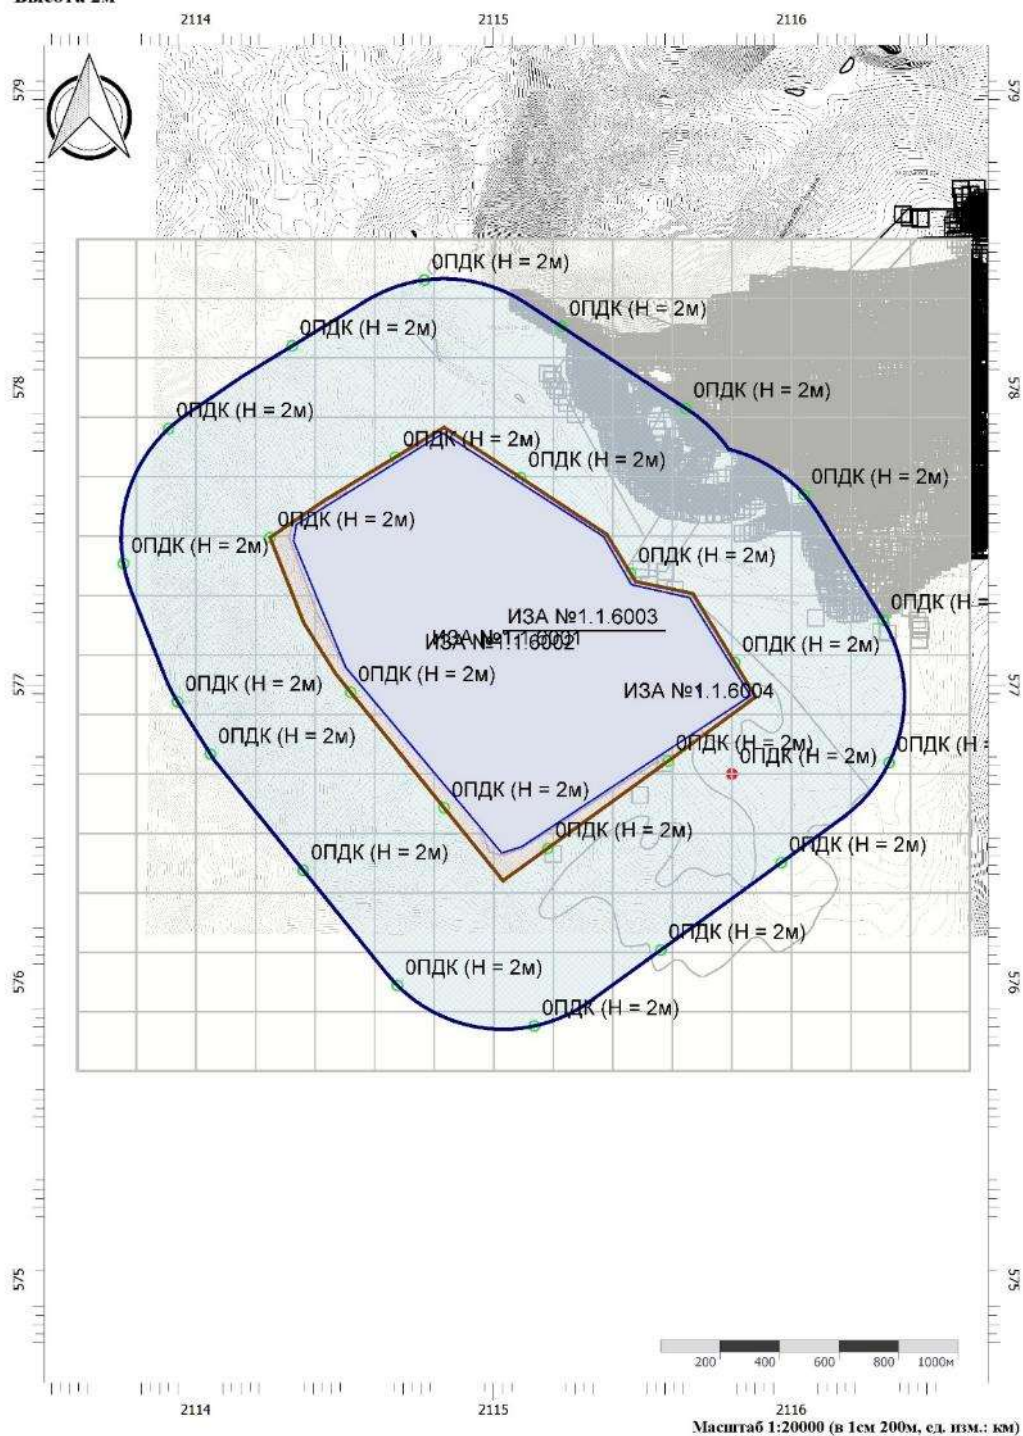 Высота 2м
2114 2115 2116
579 579
0ПДК (H = 2м)
0ПДК (H = 2м)
0ПДК (H = 2м)
578 578
0ПДК (H = 2м)
0ПДК (H = 2м)
0ПДК (H = 2м)
0ПДК (H = 2м)
0ПДК (H = 2м)
0ПДК (H = 2м)
0ПДК (H = 2м)
0ПДК (H = 2м)
0ПДК (H =
ИЗА №1.1.6003
ИЗА №1.1.6002
0ПДК (H = 2м)
577 577
0ПДК (H = 2м)
0ПДК (H = 2м)
ИЗА №1.1.6004
0ПДК (H = 2м)
0ПДК (H = 2м)
0ПДК (H = 2м)
0ПДК (H =
0ПДК (H = 2м)
0ПДК (H = 2м)
0ПДК (H = 2м)
0ПДК (H = 2м)
0ПДК (H = 2м)
576 576
0ПДК (H = 2м)
0ПДК (H = 2м)
575 575
200 400 600 800 1000м
2114 2115 2116
Масштаб 1:20000 (в 1см 200м, ед. изм.: км)